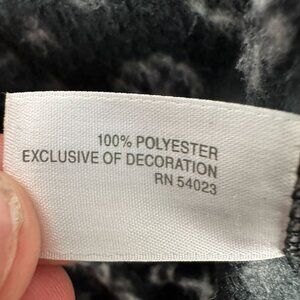 100% POLYESTER
EXCLUSIVE OF DECORATION
RN 54023